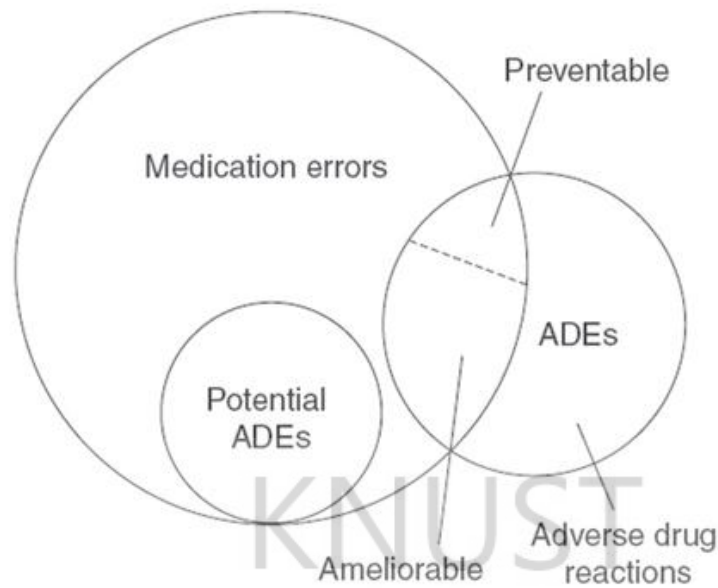 Preventable
Medication errors
ADEs
Potential
ADEs
KNUST
Adverse drug
reactions
Ameliorable